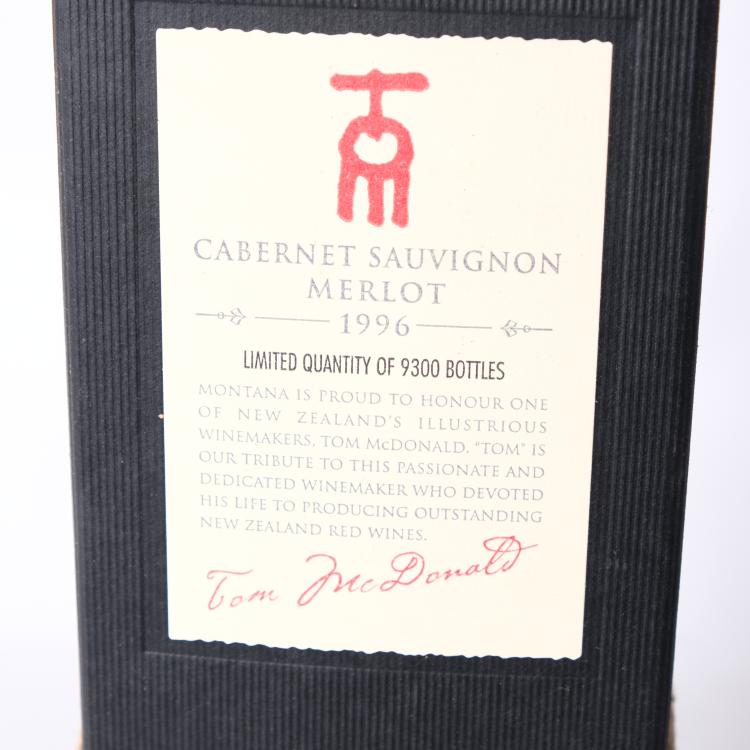 TOM
CABERNET SAUVIGNON
MERLOT
1996
LIMITED QUANTITY OF 9300 BOTTLES
MONTANA IS PROUD TO HONOUR ONE
OF NEW ZEALAND'S ILLUSTRIOUS
WINEMAKERS, TOM McDONALD. "TOM" IS
OUR TRIBUTE TO THIS PASSIONATE AND
DEDICATED WINEMAKER WHO DEVOTED
HIS LIFE TO PRODUCING OUTSTANDING
NEW ZEALAND RED WINES.
Tom McDonald